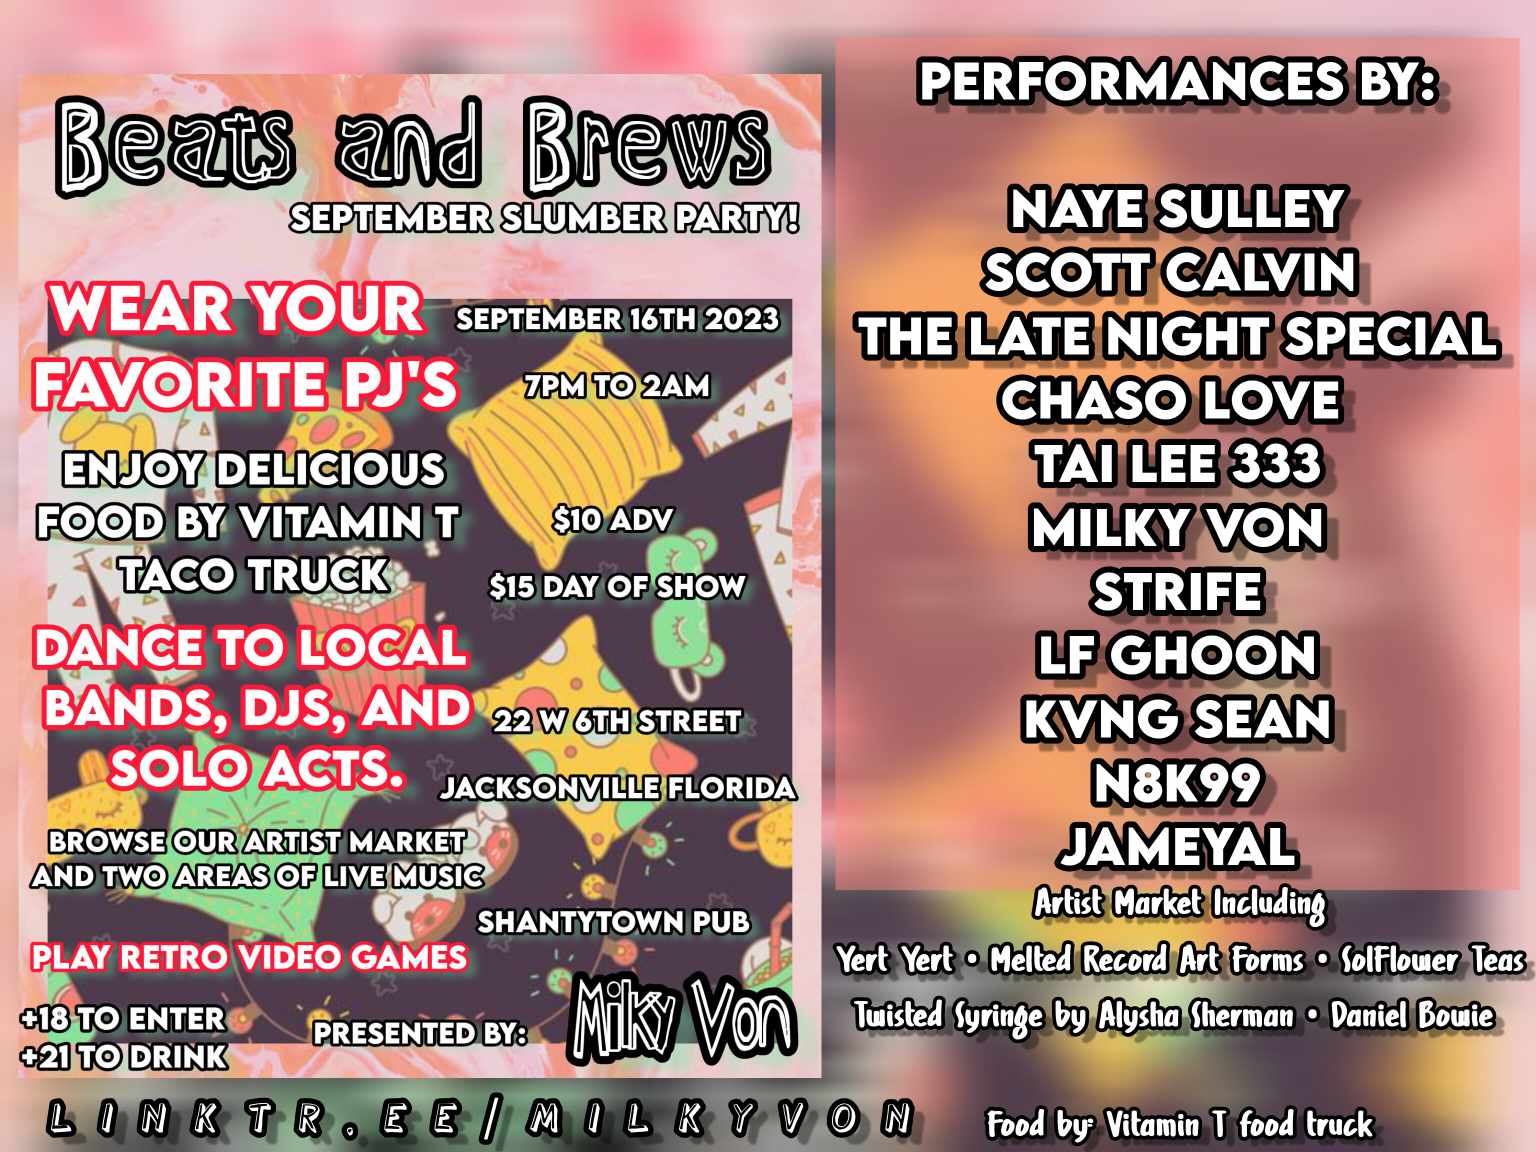 Beats and Brews
SEPTEMBER SLUMBER PARTY!
WEAR YOUR
FAVORITE PJ'S
ENJOY DELICIOUS
FOOD BY VITAMIN T
TACO TRUCK
DANCE TO LOCAL
BANDS, DJS, AND
SOLO ACTS.
BROWSE OUR ARTIST MARKET
AND TWO AREAS OF LIVE MUSIC
PLAY RETRO VIDEO GAMES
+18 TO ENTER
+21 TO DRINK
SEPTEMBER 16TH 2023
7PM TO 2AM
$10 ADV
$15 DAY OF SHOW
22 W 6TH STREET
JACKSONVILLE FLORIDA
SHANTYTOWN PUB
PRESENTED BY: Milky Von
LINKTR.EE/MILKYVON
PERFORMANCES BY:
NAYE SULLEY
SCOTT CALVIN
THE LATE NIGHT SPECIAL
CHASO LOVE
TAI LEE 333
MILKY VON
STRIFE
LF GHOON
KVNG SEAN
N8K99
JAMEYAL
Artist Market Including
Yert Yert • Melted Record Art Forms • SolFlower Teas
Twisted Syringe by Alysha Sherman • Daniel Bowie
Food by: Vitamin T food truck